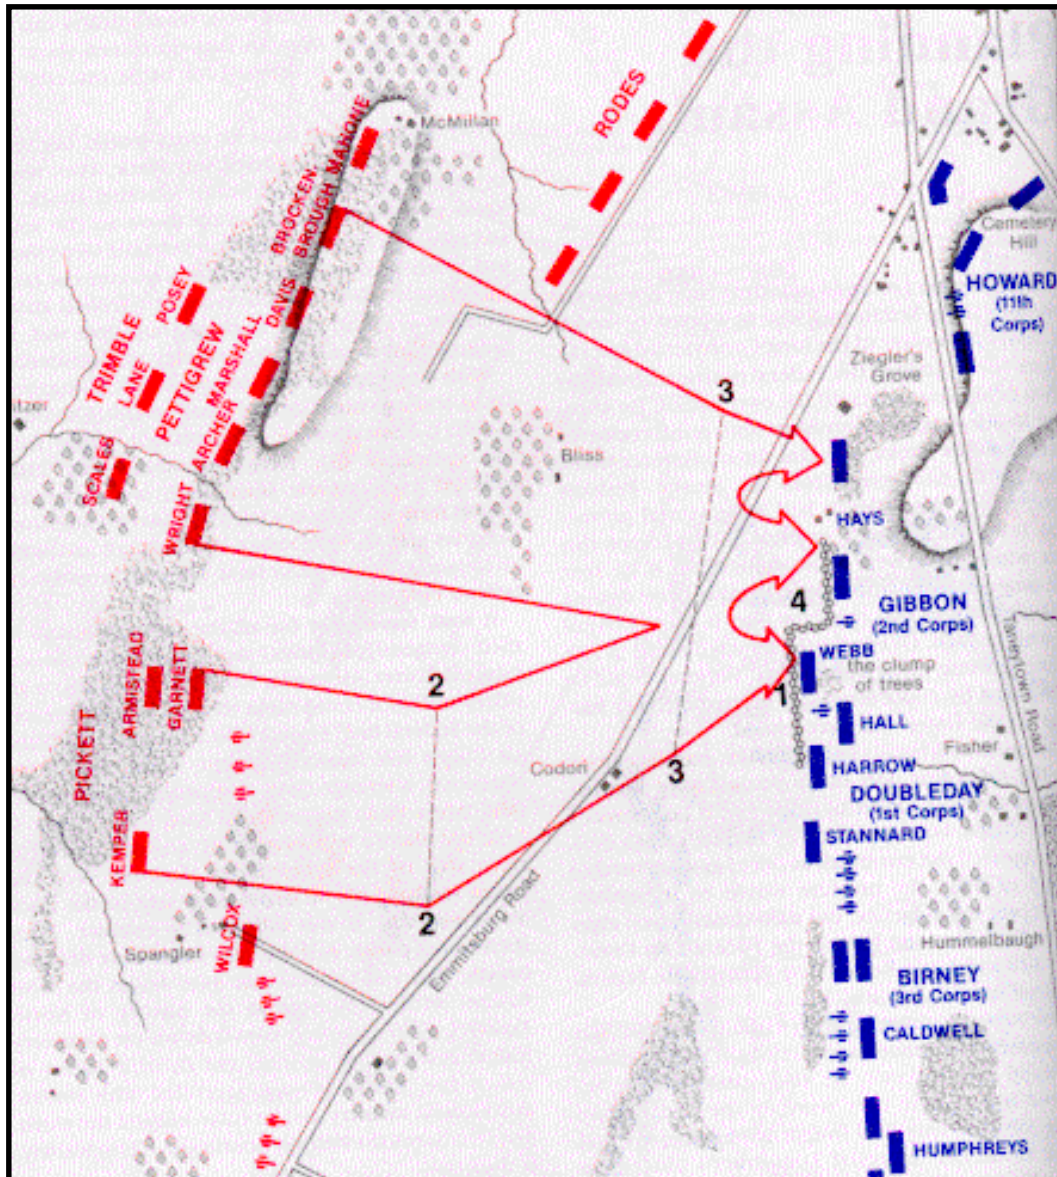 McMillan
RODES
BROCKEN-
BROUGH
MAHONE
POSEY
DAVIS
TRIMBLE
LANE
PETTIGREW
MARSHALL
ARCHER
SCALES
WRIGHT
itzer
Cemetery
Hill
HOWARD
(11th
Corps)
Ziegler's
Grove
3
Bliss
HAYS
4
GIBBON
(2nd Corps)
WEBB
the clump
of trees
1
ARMISTEAD
GARNETT
PICKETT
2
HALL
Codori
3
HARROW
Fisher
Taneytown Road
DOUBLEDAY
(1st Corps)
STANNARD
KEMPER
2
Emmitsburg Road
Spangler
WILCOX
Hummelbaugh
BIRNEY
(3rd Corps)
CALDWELL
HUMPHREYS